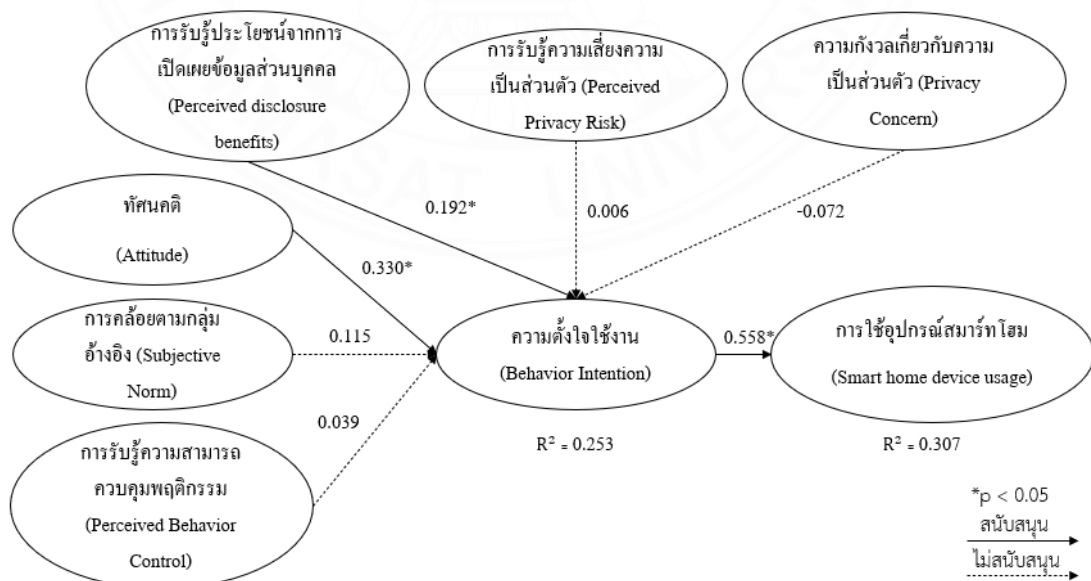 การรับรู้ประโยชน์จากการ
เปิดเผยข้อมูลส่วนบุคคล
(Perceived disclosure
benefits)
การรับรู้ความเสี่ยงความ
เป็นส่วนตัว (Perceived
Privacy Risk)
ความกังวลเกี่ยวกับความ
เป็นส่วนตัว (Privacy
Concern)
0.192*
0.006
-0.072
ทัศนคติ
(Attitude)
0.330*
การคล้อยตามกลุ่ม
อ้างอิง (Subjective
Norm)
0.115
ความตั้งใจใช้งาน
(Behavior Intention)
0.558*
การใช้อุปกรณ์สมาร์ทโฮม
(Smart home device usage)
0.039
R² = 0.253
R² = 0.307
การรับรู้ความสามารถ
ควบคุมพฤติกรรม
(Perceived Behavior
Control)
*p < 0.05
สนับสนุน
ไม่สนับสนุน